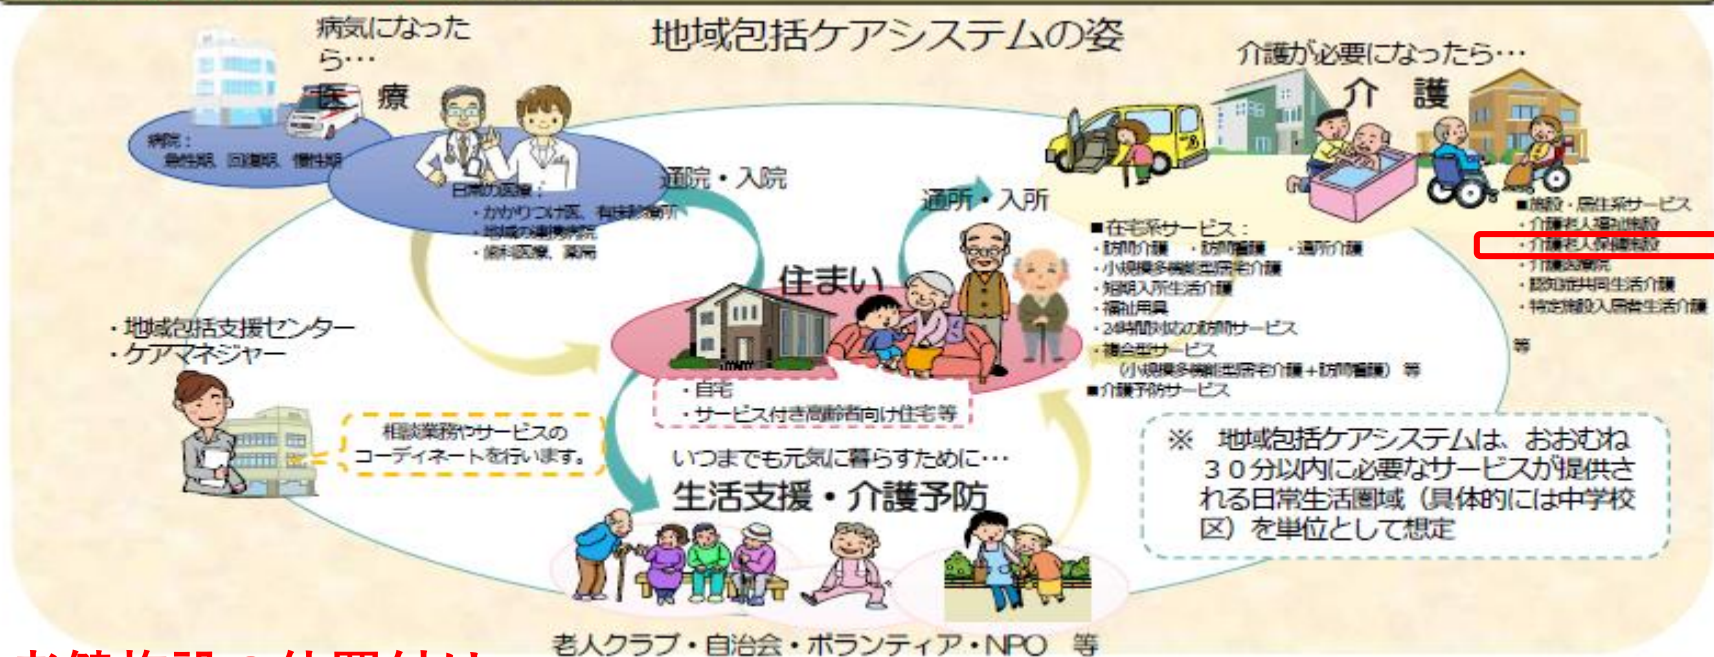 地域包括ケアシステムの姿
病気になった
ら…
医 療
病院：
急性期、回復期、慢性期
日常の医療：
・かかりつけ医、有床診療所
・地域の連携病院
・歯科医療、薬局
通院・入院
通所・入所
介護が必要になったら…
介 護
■在宅系サービス：
・訪問介護 ・訪問看護 ・通所介護
・小規模多機能型居宅介護
・短期入所生活介護
・福祉用具
・24時間対応の訪問サービス
・複合型サービス
（小規模多機能型居宅介護＋訪問看護） 等
■介護予防サービス
■施設・居住系サービス
・介護老人福祉施設
・介護老人保健施設
・介護医療院
・認知症共同生活介護
・特定施設入居者生活介護
等
住まい
・自宅
・サービス付き高齢者向け住宅等
・地域包括支援センター
・ケアマネジャー
相談業務やサービスの
コーディネートを行います。
いつまでも元気に暮らすために…
生活支援・介護予防
※ 地域包括ケアシステムは、おおむね
３０分以内に必要なサービスが提供さ
れる日常生活圏域（具体的には中学校
区）を単位として想定
老人クラブ・自治会・ボランティア・NPO 等